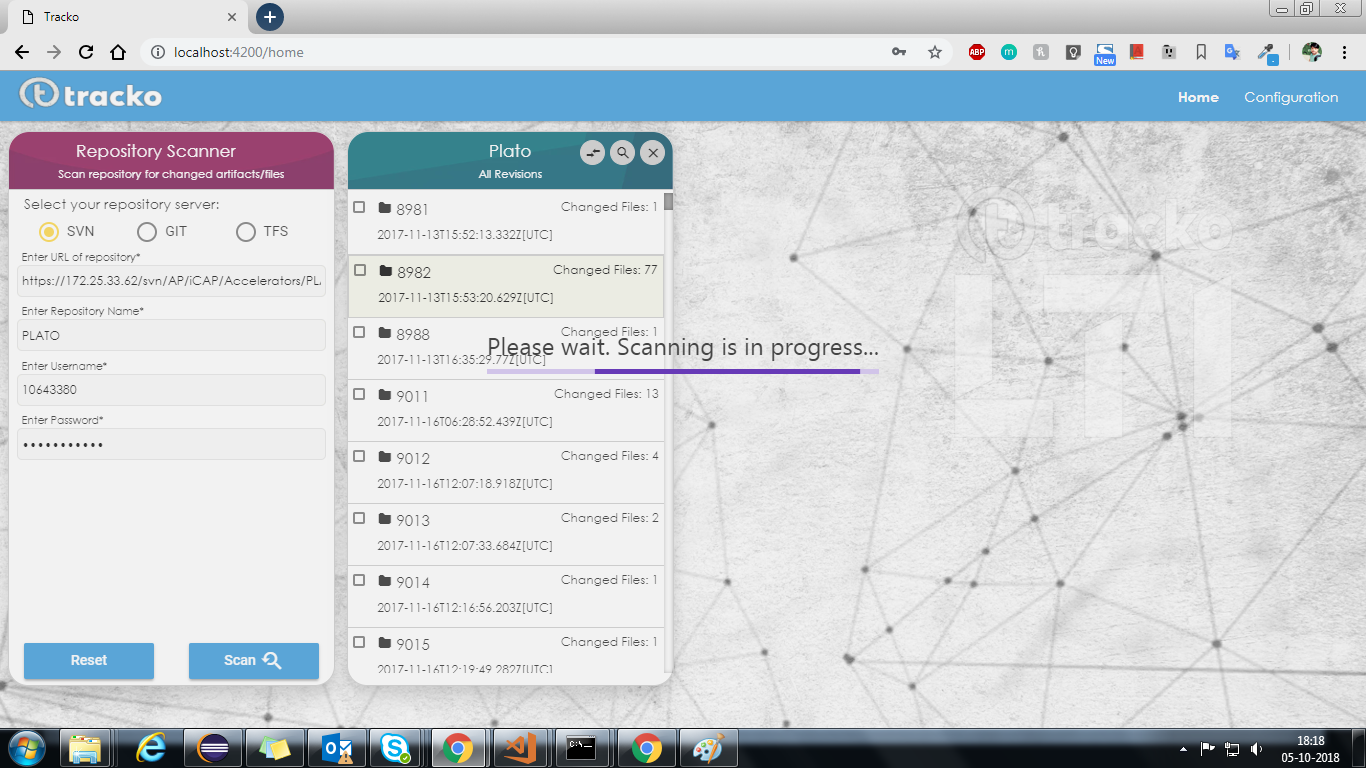 Tracko
localhost:4200/home
ABP
m
New
tracko
Home
Configuration
Repository Scanner
Scan repository for changed artifacts/files
Select your repository server:
SVN
GIT
TFS
Enter URL of repository*
https://172.25.33.62/svn/AP/iCAP/Accelerators/PL
Enter Repository Name*
PLATO
Enter Username*
10643380
Enter Password*
•••••••••••
Reset
Scan
Plato
All Revisions
8981
Changed Files: 1
2017-11-13T15:52:13.332Z[UTC]
8982
Changed Files: 77
2017-11-13T15:53:20.629Z[UTC]
8988
Changed Files: 1
2017-11-13T16:35:29.77Z[UTC]
Please wait. Scanning is in progress...
9011
Changed Files: 13
2017-11-16T06:28:52.439Z[UTC]
9012
Changed Files: 4
2017-11-16T12:07:18.918Z[UTC]
9013
Changed Files: 2
2017-11-16T12:07:33.684Z[UTC]
9014
Changed Files: 1
2017-11-16T12:16:56.203Z[UTC]
9015
Changed Files: 1
2017-11-16T12:19:49.282Z[UTC]
tracko
LTI
18:18
05-10-2018